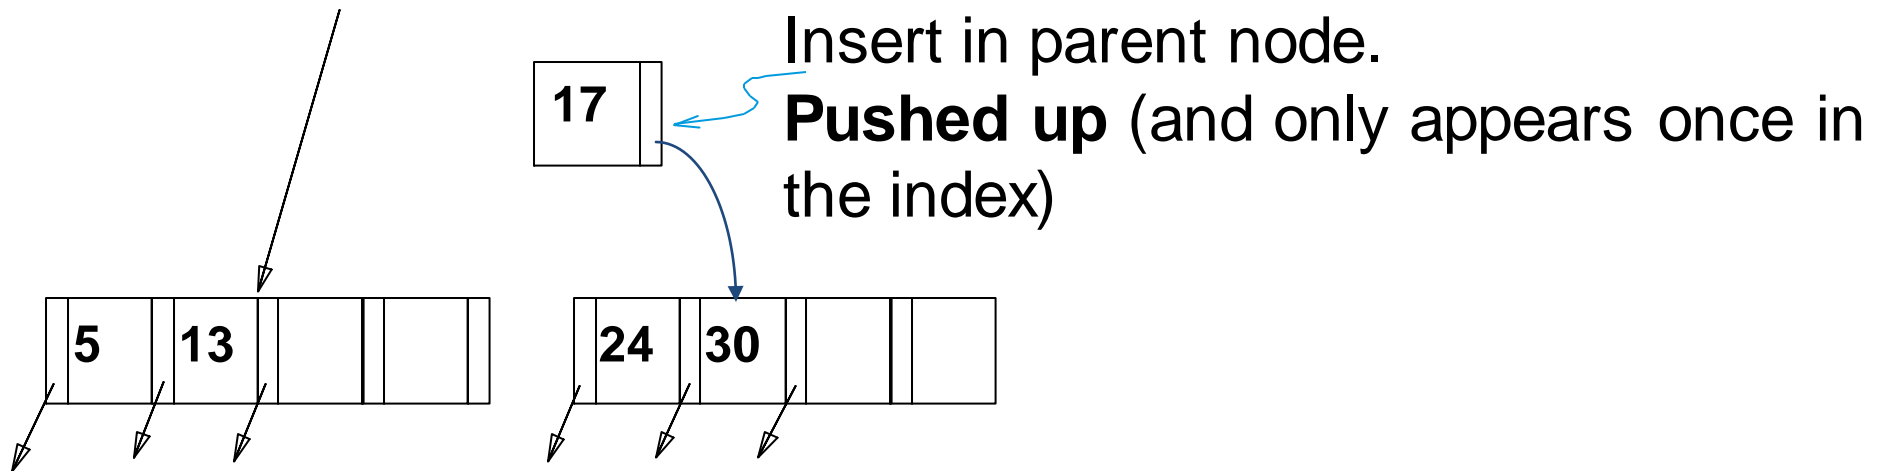 Insert in parent node.
17
Pushed up (and only appears once in
the index)
5 13 24 30